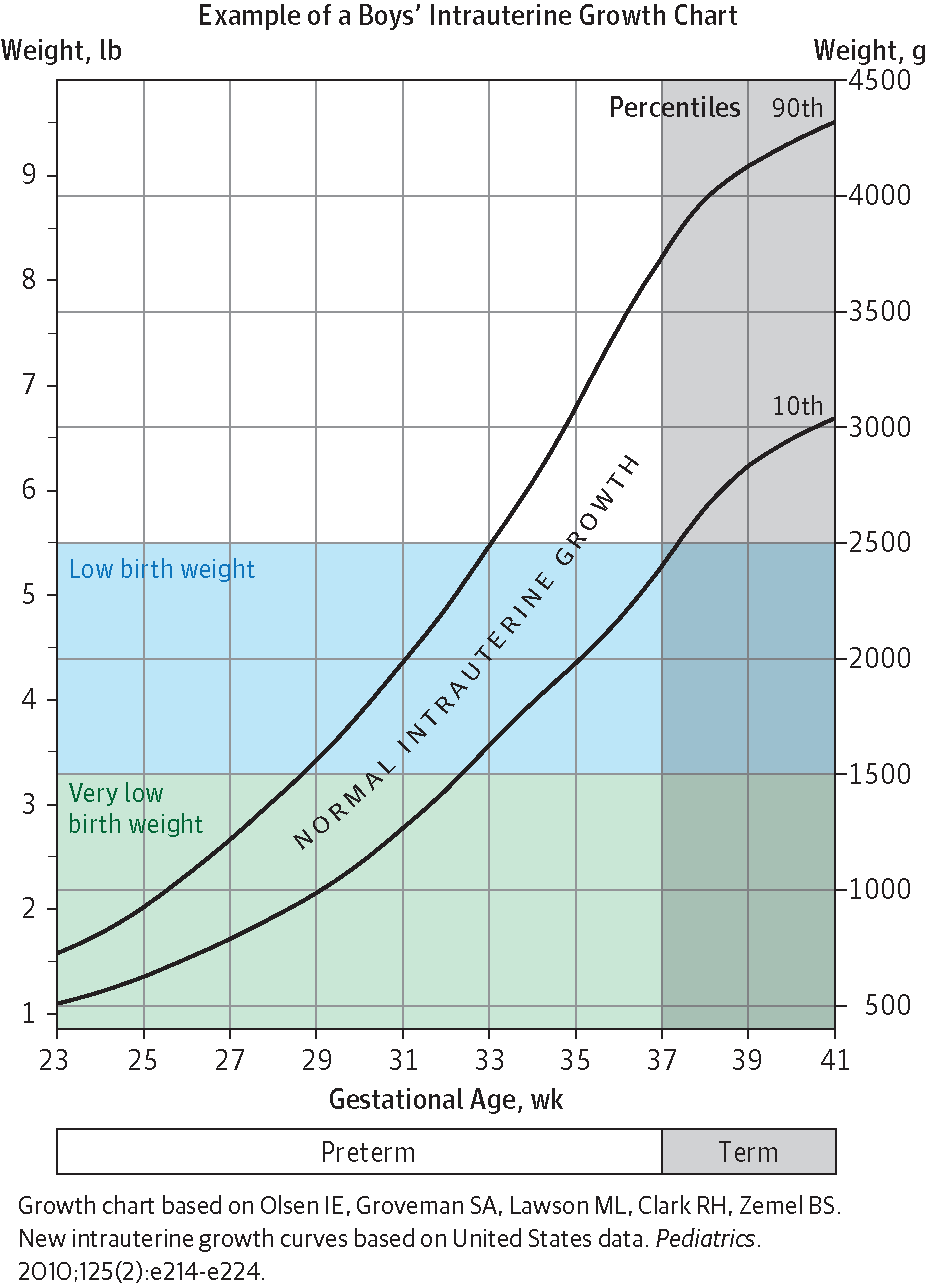 Example of a Boys’ Intrauterine Growth Chart
Weight, lb
Weight, g
4500
Percentiles
90th
9
4000
8
3500
7
10th
3000
6
NORMAL INTRAUTERINE GROWTH
2500
Low birth weight
5
2000
4
1500
Very low
birth weight
3
1000
2
500
1
23 25 27 29 31 33 35 37 39 41
Gestational Age, wk
Preterm
Term
Growth chart based on Olsen IE, Groveman SA, Lawson ML, Clark RH, Zemel BS.
New intrauterine growth curves based on United States data. Pediatrics.
2010;125(2):e214-e224.